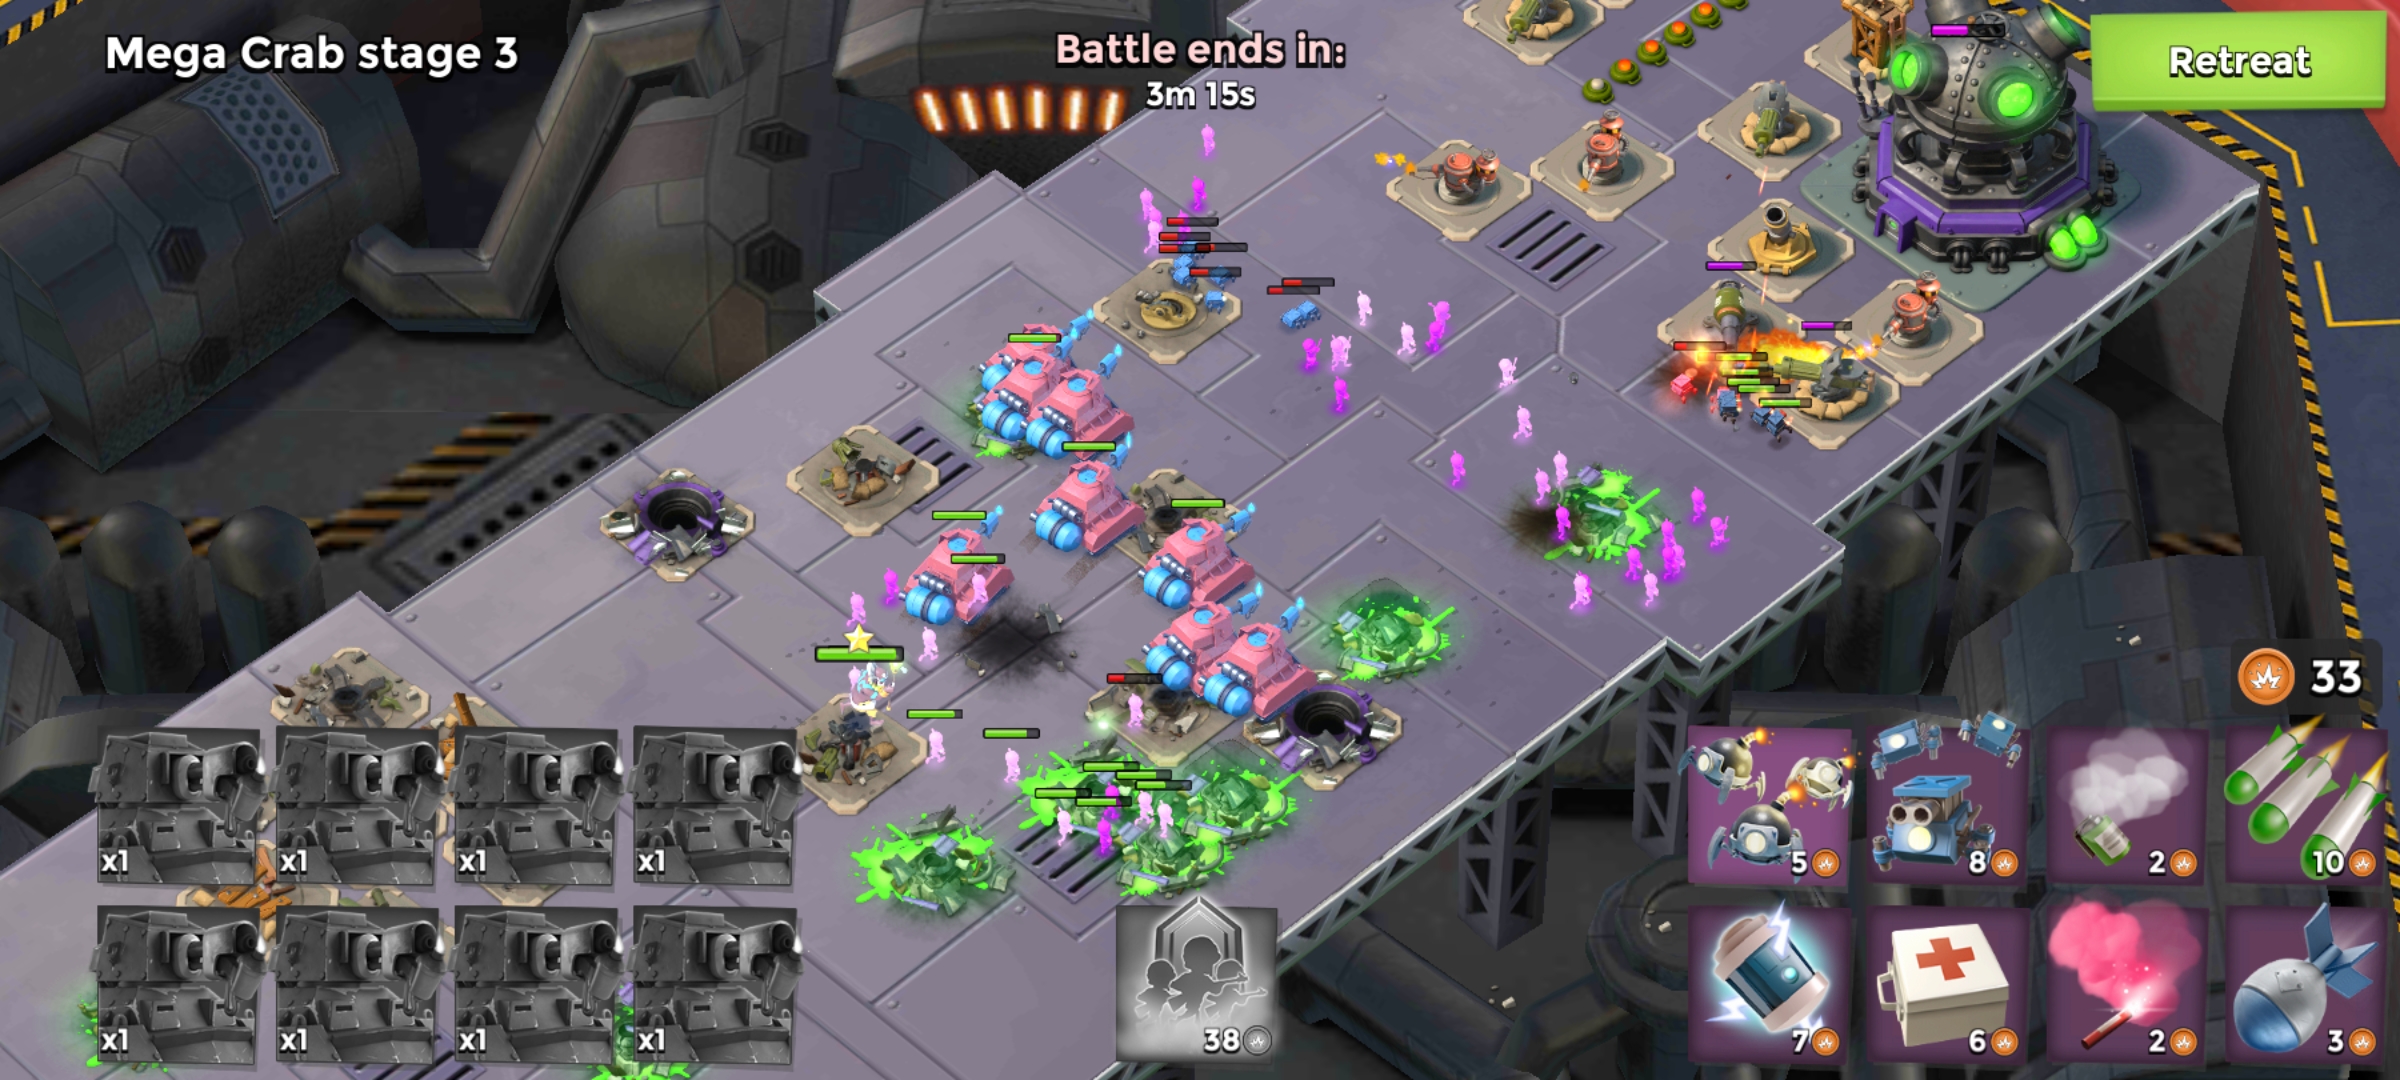 Mega Crab stage 3
Battle ends in:
3m 15s
Retreat
33
x1
x1
x1
x1
5
8
2
10
x1
x1
x1
x1
38
7
6
2
3